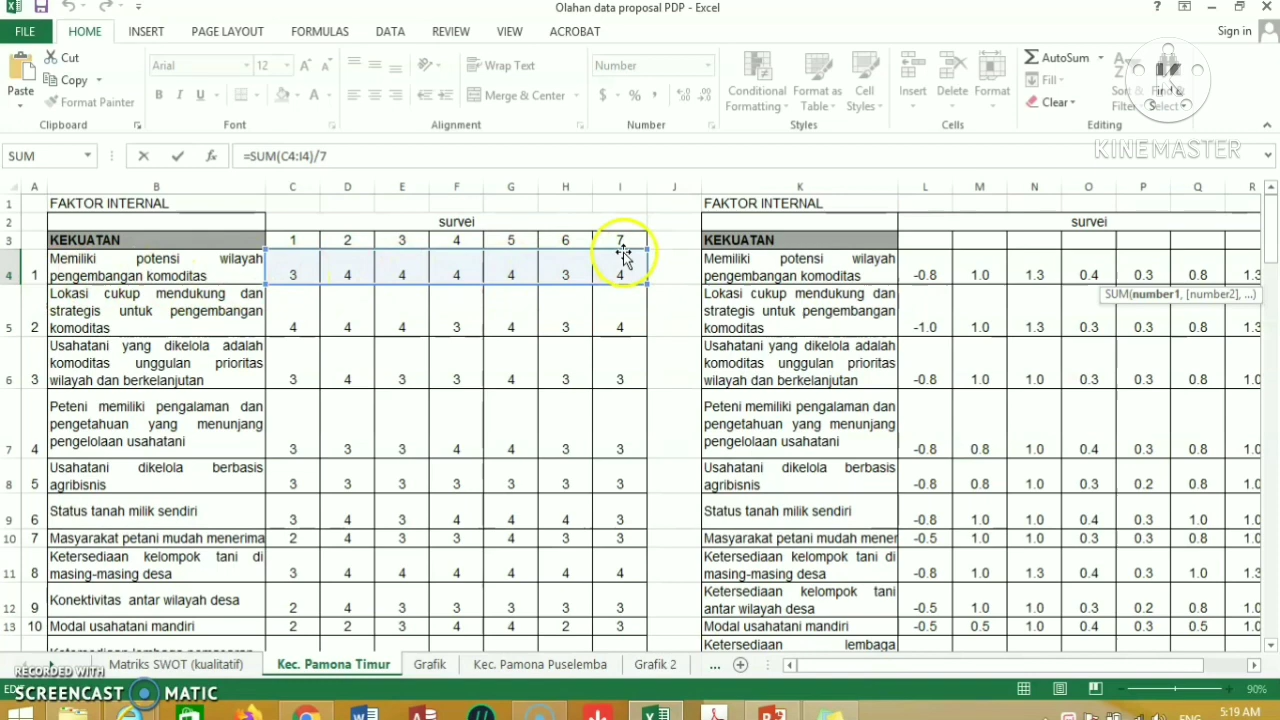 Olahan data proposal PDP - Excel
FILE HOME INSERT PAGE LAYOUT FORMULAS DATA REVIEW VIEW ACROBAT Sign in
Cut
Copy
Format Painter
Paste
Clipboard
Arial 12
B I U
Font
Wrap Text
Merge & Center
Alignment
Number
$ % ,
Number
Conditional Formatting
Format as Table
Cell Styles
Styles
Insert Delete Format
Cells
AutoSum
Fill
Clear
Sort & Filter
Find & Select
Editing
KINEMASTER
SUM =SUM(C4:I4)/7
A B C D E F G H I J K L M N O P Q R
1 FAKTOR INTERNAL FAKTOR INTERNAL
2 survei survei
3 KEKUATAN 1 2 3 4 5 6 7 KEKUATAN
Memiliki potensi wilayah Memiliki potensi wilayah
4 1 pengembangan komoditas 3 4 4 4 4 3 4 pengembangan komoditas -0.8 1.0 1.3 0.4 0.3 0.8 1.3
SUM(number1, [number2], ...)
Lokasi cukup mendukung dan Lokasi cukup mendukung dan
strategis untuk pengembangan strategis untuk pengembangan
5 2 komoditas 4 4 4 3 4 3 4 komoditas -1.0 1.0 1.3 0.3 0.3 0.8 1.3
Usahatani yang dikelola adalah Usahatani yang dikelola adalah
komoditas unggulan prioritas komoditas unggulan prioritas
6 3 wilayah dan berkelanjutan 3 4 3 3 4 3 3 wilayah dan berkelanjutan -0.8 1.0 1.0 0.3 0.3 0.8 1.0
Peteni memiliki pengalaman dan Peteni memiliki pengalaman dan
pengetahuan yang menunjang pengetahuan yang menunjang
7 4 pengelolaan usahatani 3 3 3 4 4 3 3 pengelolaan usahatani -0.8 0.8 1.0 0.4 0.3 0.8 1.0
Usahatani dikelola berbasis Usahatani dikelola berbasis
8 5 agribisnis 3 3 3 3 3 3 3 agribisnis -0.8 0.8 1.0 0.3 0.2 0.8 1.0
9 6 Status tanah milik sendiri 3 4 3 4 4 4 3 Status tanah milik sendiri -0.8 1.0 1.0 0.4 0.3 1.0 1.0
10 7 Masyarakat petani mudah menerima 2 4 3 3 4 3 3 Masyarakat petani mudah mener -0.5 1.0 1.0 0.3 0.3 0.8 1.0
Ketersediaan kelompok tani di Ketersediaan kelompok tani di
11 8 masing-masing desa 3 4 4 4 4 4 4 masing-masing desa -0.8 1.0 1.3 0.4 0.3 1.0 1.3
Ketersediaan kelompok tani
12 9 Konektivitas antar wilayah desa 2 4 3 3 3 3 3 antar wilayah desa -0.5 1.0 1.0 0.3 0.2 0.8 1.0
13 10 Modal usahatani mandiri 2 2 3 4 4 2 3 Modal usahatani mandiri -0.5 0.5 1.0 0.4 0.3 0.5 1.0
Ketersediaan lembaga
Matriks SWOT (kualitatif) Kec. Pamona Timur Grafik Kec. Pamona Puselemba Grafik 2 ...
RECORDED WITH
SCREENCAST MATIC
90%
5:19 AM